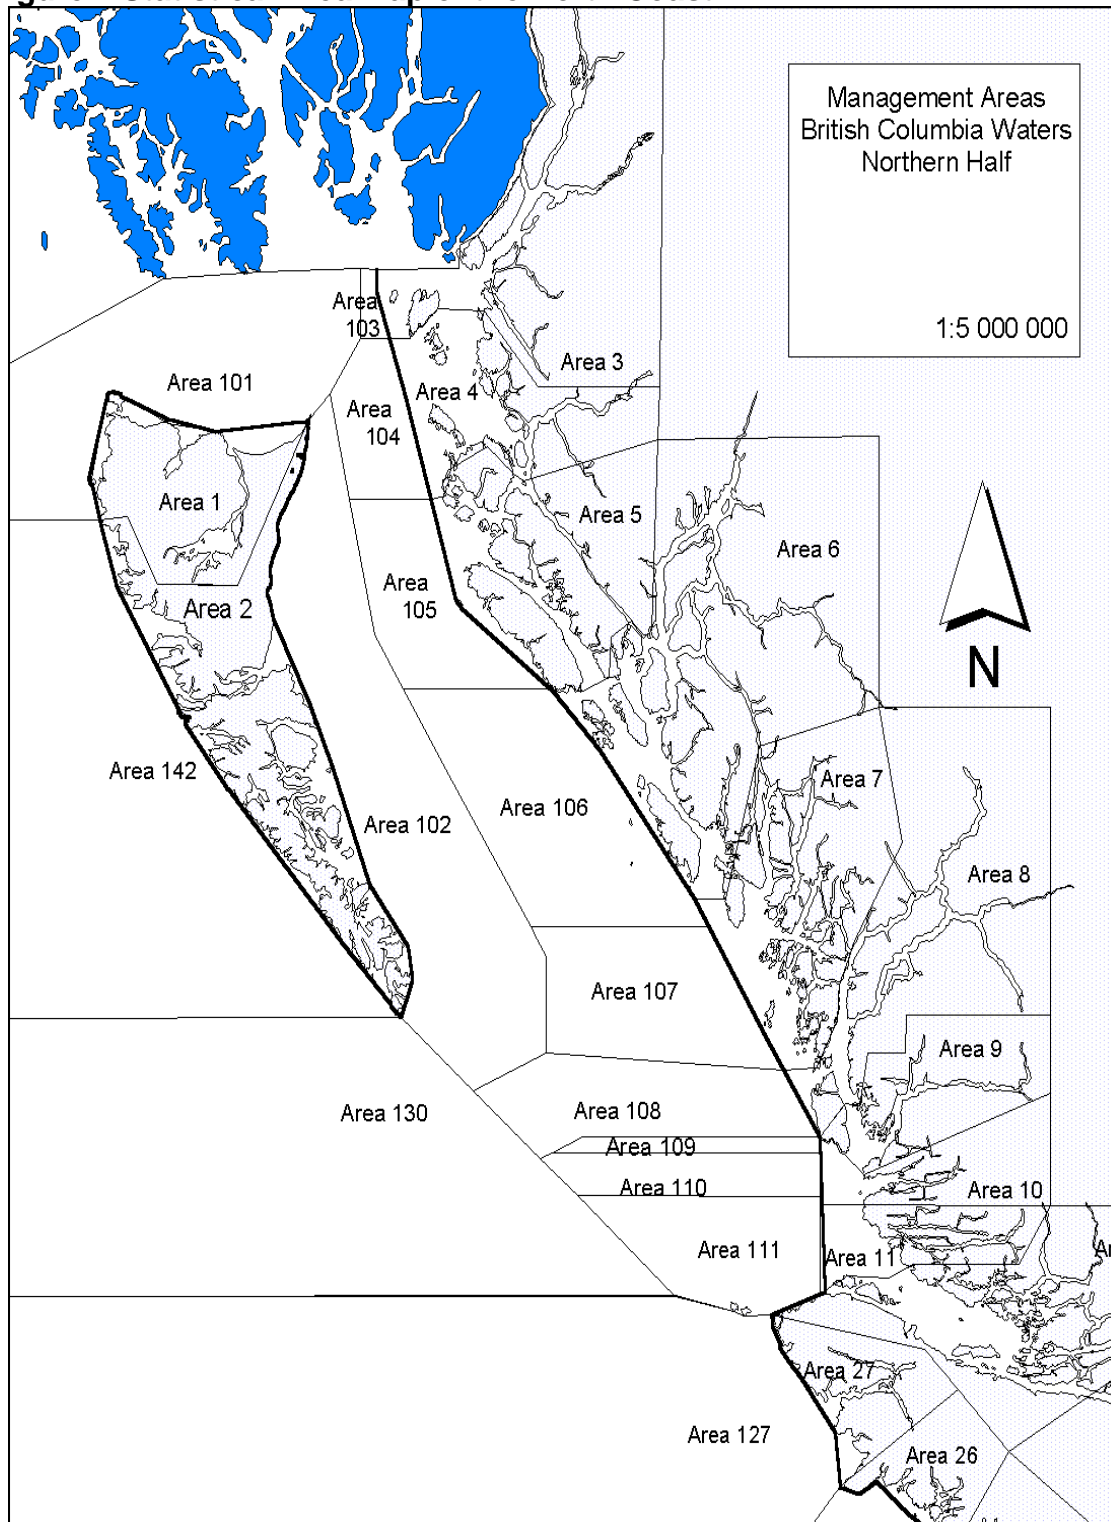 Management Areas
British Columbia Waters
Northern Half
1:5 000 000
Area
103
Area 3
Area 101
Area 4
Area
104
Area 1
Area 5
Area 6
Area
105
Area 2
N
Area 142
Area 7
Area 106
Area 102
Area 8
Area 107
Area 9
Area 130
Area 108
Area 109
Area 110
Area 10
Area 111
Area 11
Area 27
Area 127
Area 26